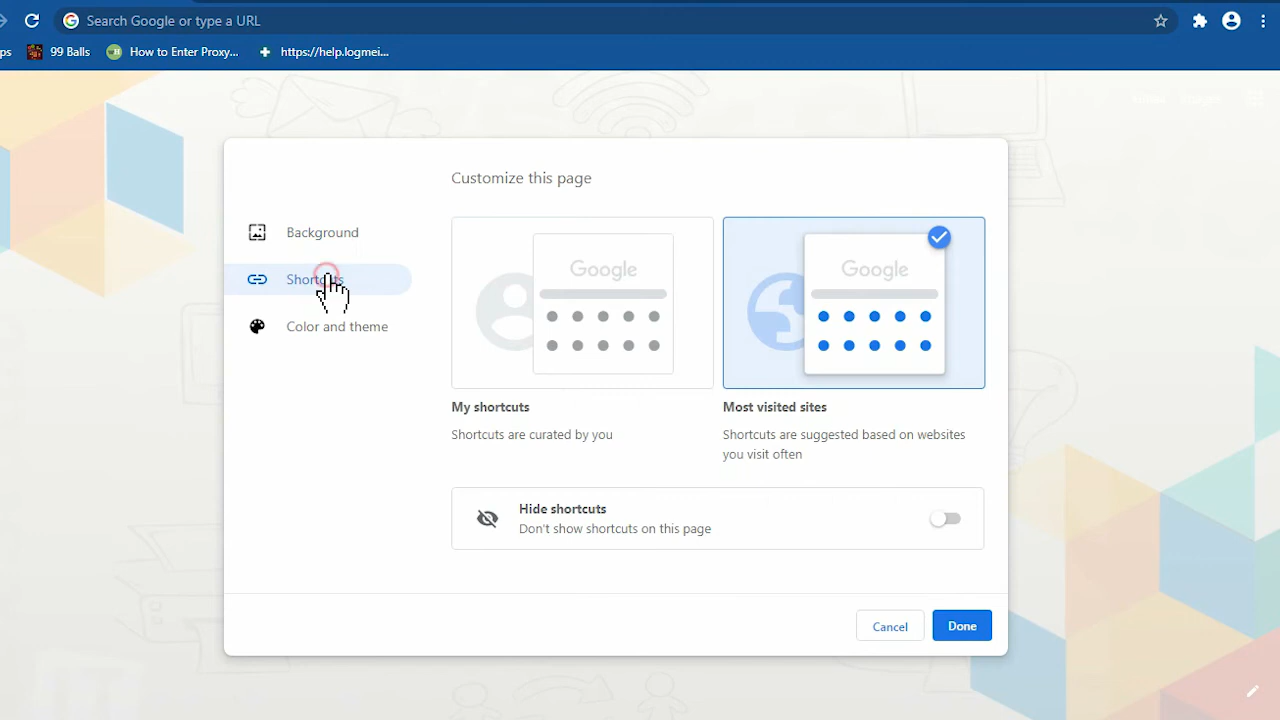 Search Google or type a URL
ps
99 Balls
How to Enter Proxy...
https://help.logmei...
Customize this page
Background
Shortcuts
Color and theme
Google
Google
My shortcuts
Shortcuts are curated by you
Most visited sites
Shortcuts are suggested based on websites
you visit often
Hide shortcuts
Don't show shortcuts on this page
Cancel
Done